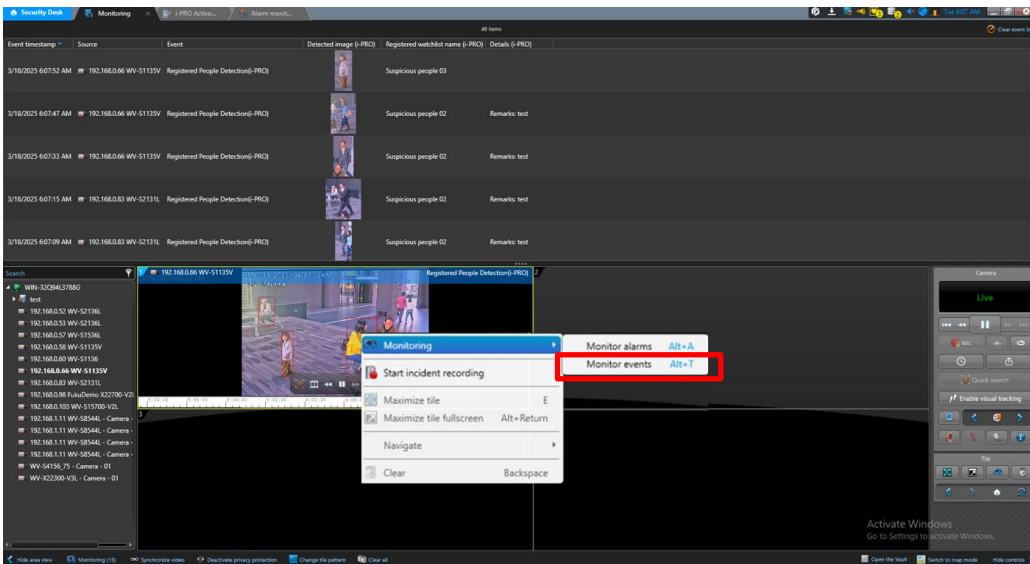 Security Desk Monitoring × i-PRO Active... Alarm monit... Tue 6:07 AM
46 items
Clear event lis
Event timestamp Source Event Detected image (i-PRO) Registered watchlist name (i-PRO) Details (i-PRO)
3/18/2025 6:07:52 AM 192.168.0.66 WV-S1135V Registered People Detection(i-PRO) Suspicious people 03
3/18/2025 6:07:47 AM 192.168.0.66 WV-S1135V Registered People Detection(i-PRO) Suspicious people 02 Remarks: test
3/18/2025 6:07:33 AM 192.168.0.66 WV-S1135V Registered People Detection(i-PRO) Suspicious people 02 Remarks: test
3/18/2025 6:07:15 AM 192.168.0.83 WV-S2131L Registered People Detection(i-PRO) Suspicious people 02 Remarks: test
3/18/2025 6:07:09 AM 192.168.0.83 WV-S2131L Registered People Detection(i-PRO) Suspicious people 02 Remarks: test
Search
WIN-32Q94L3788G
test
192.168.0.52 WV-S2136L
192.168.0.53 WV-S2136L
192.168.0.57 WV-S1536L
192.168.0.58 WV-S1135V
192.168.0.60 WV-S1136
192.168.0.66 WV-S1135V
192.168.0.83 WV-S2131L
192.168.0.98 FukuDemo X22700-V2L
192.168.0.103 WV-S15700-V2L
192.168.1.11 WV-S8544L - Camera -
192.168.1.11 WV-S8544L - Camera -
192.168.1.11 WV-S8544L - Camera -
192.168.1.11 WV-S8544L - Camera -
WV-S4156_75 - Camera - 01
WV-X22300-V3L - Camera - 01
1 192.168.0.66 WV-S1135V Registered People Detection(i-PRO)
2
3
Monitoring
Monitor alarms Alt+A
Monitor events Alt+T
Start incident recording
Maximize tile E
Maximize tile fullscreen Alt+Return
Navigate
Clear Backspace
Camera
Live
REC
Quick search
Enable visual tracking
Tile
Activate Windows
Go to Settings to activate Windows.
Hide area view Monitoring (15) Synchronize video Deactivate privacy protection Change tile pattern Clear all Open the Vault Switch to map mode Hide controls